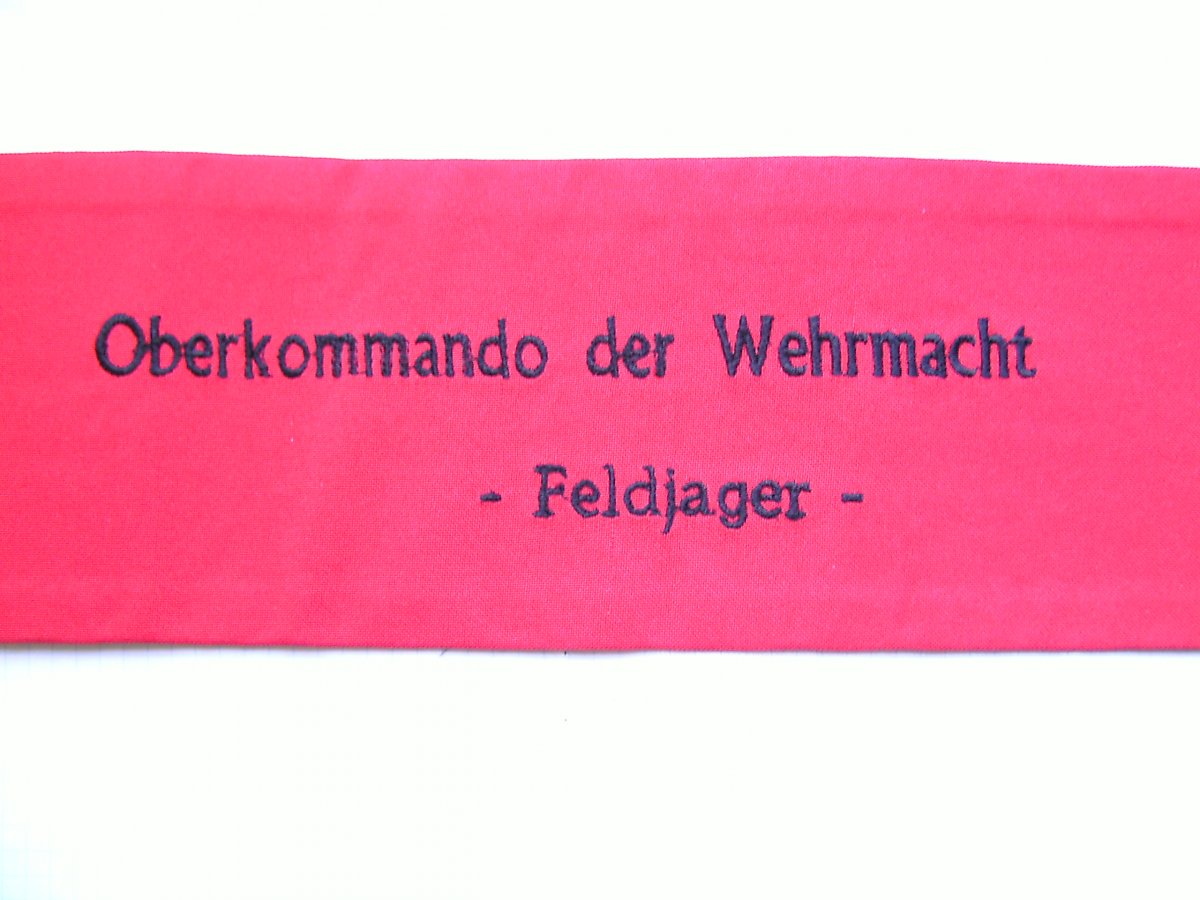 Oberkommando der Wehrmacht
- Feldjager -